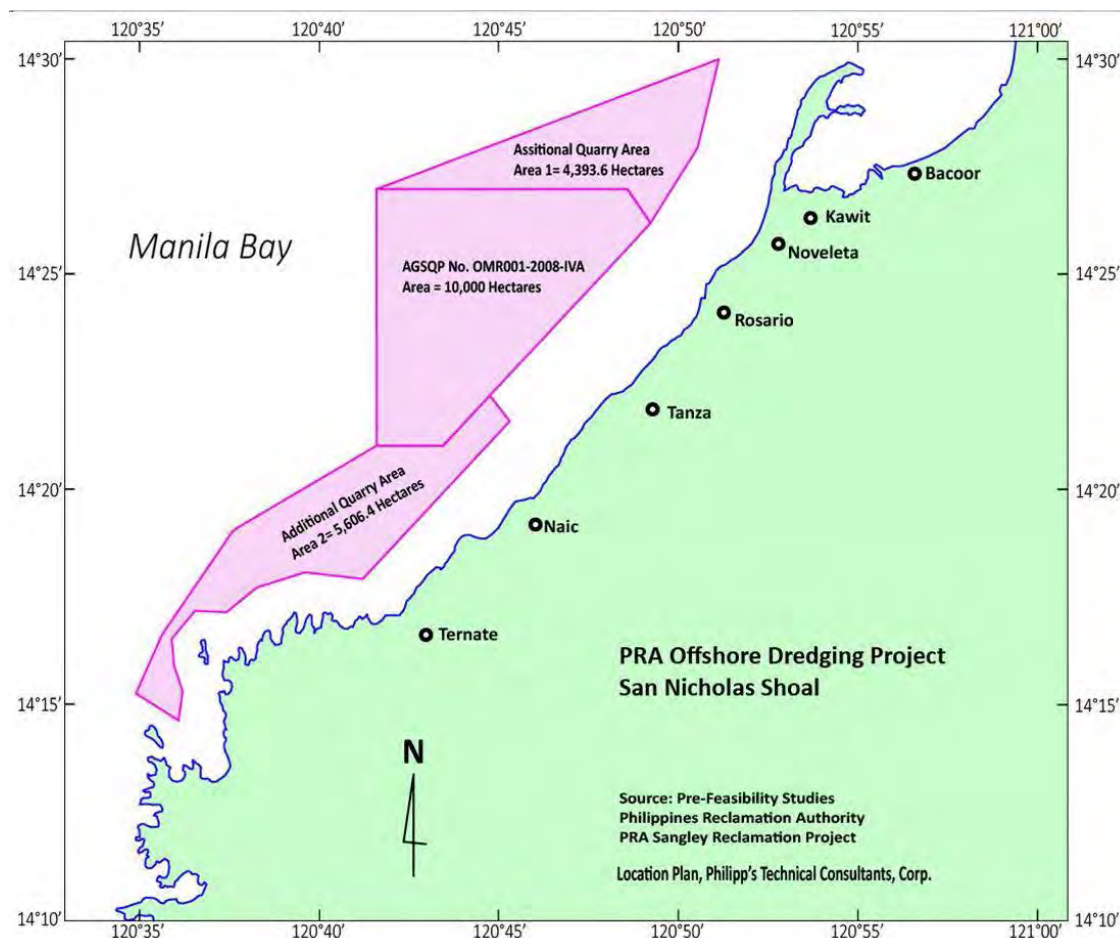 120°35' 120°40' 120°45' 120°50' 120°55' 121°00'
14°30' 14°30'
Assitional Quarry Area
Area 1= 4,393.6 Hectares
Bacoor
Kawit
Manila Bay
Noveleta
AGSQP No. OMR001-2008-IVA
Area = 10,000 Hectares
14°25' 14°25'
Rosario
Tanza
Additional Quarry Area
Area 2= 5,606.4 Hectares
14°20' 14°20'
Naic
Ternate
PRA Offshore Dredging Project
San Nicholas Shoal
14°15' 14°15'
N
Source: Pre-Feasibility Studies
Philippines Reclamation Authority
PRA Sangley Reclamation Project
Location Plan, Philipp's Technical Consultants, Corp.
14°10' 14°10'
120°35' 120°40' 120°45' 120°50' 120°55' 121°00'